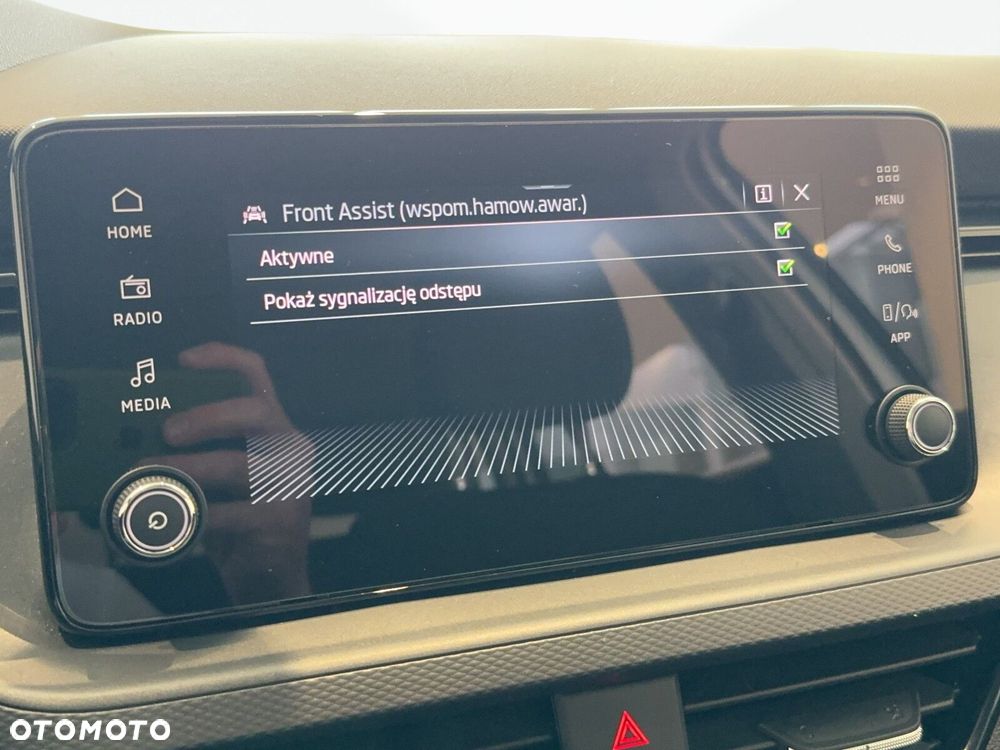 HOME
RADIO
MEDIA
Front Assist (wspom.hamow.awar.)
Aktywne
Pokaż sygnalizację odstępu
MENU
PHONE
APP
OTOMOTO